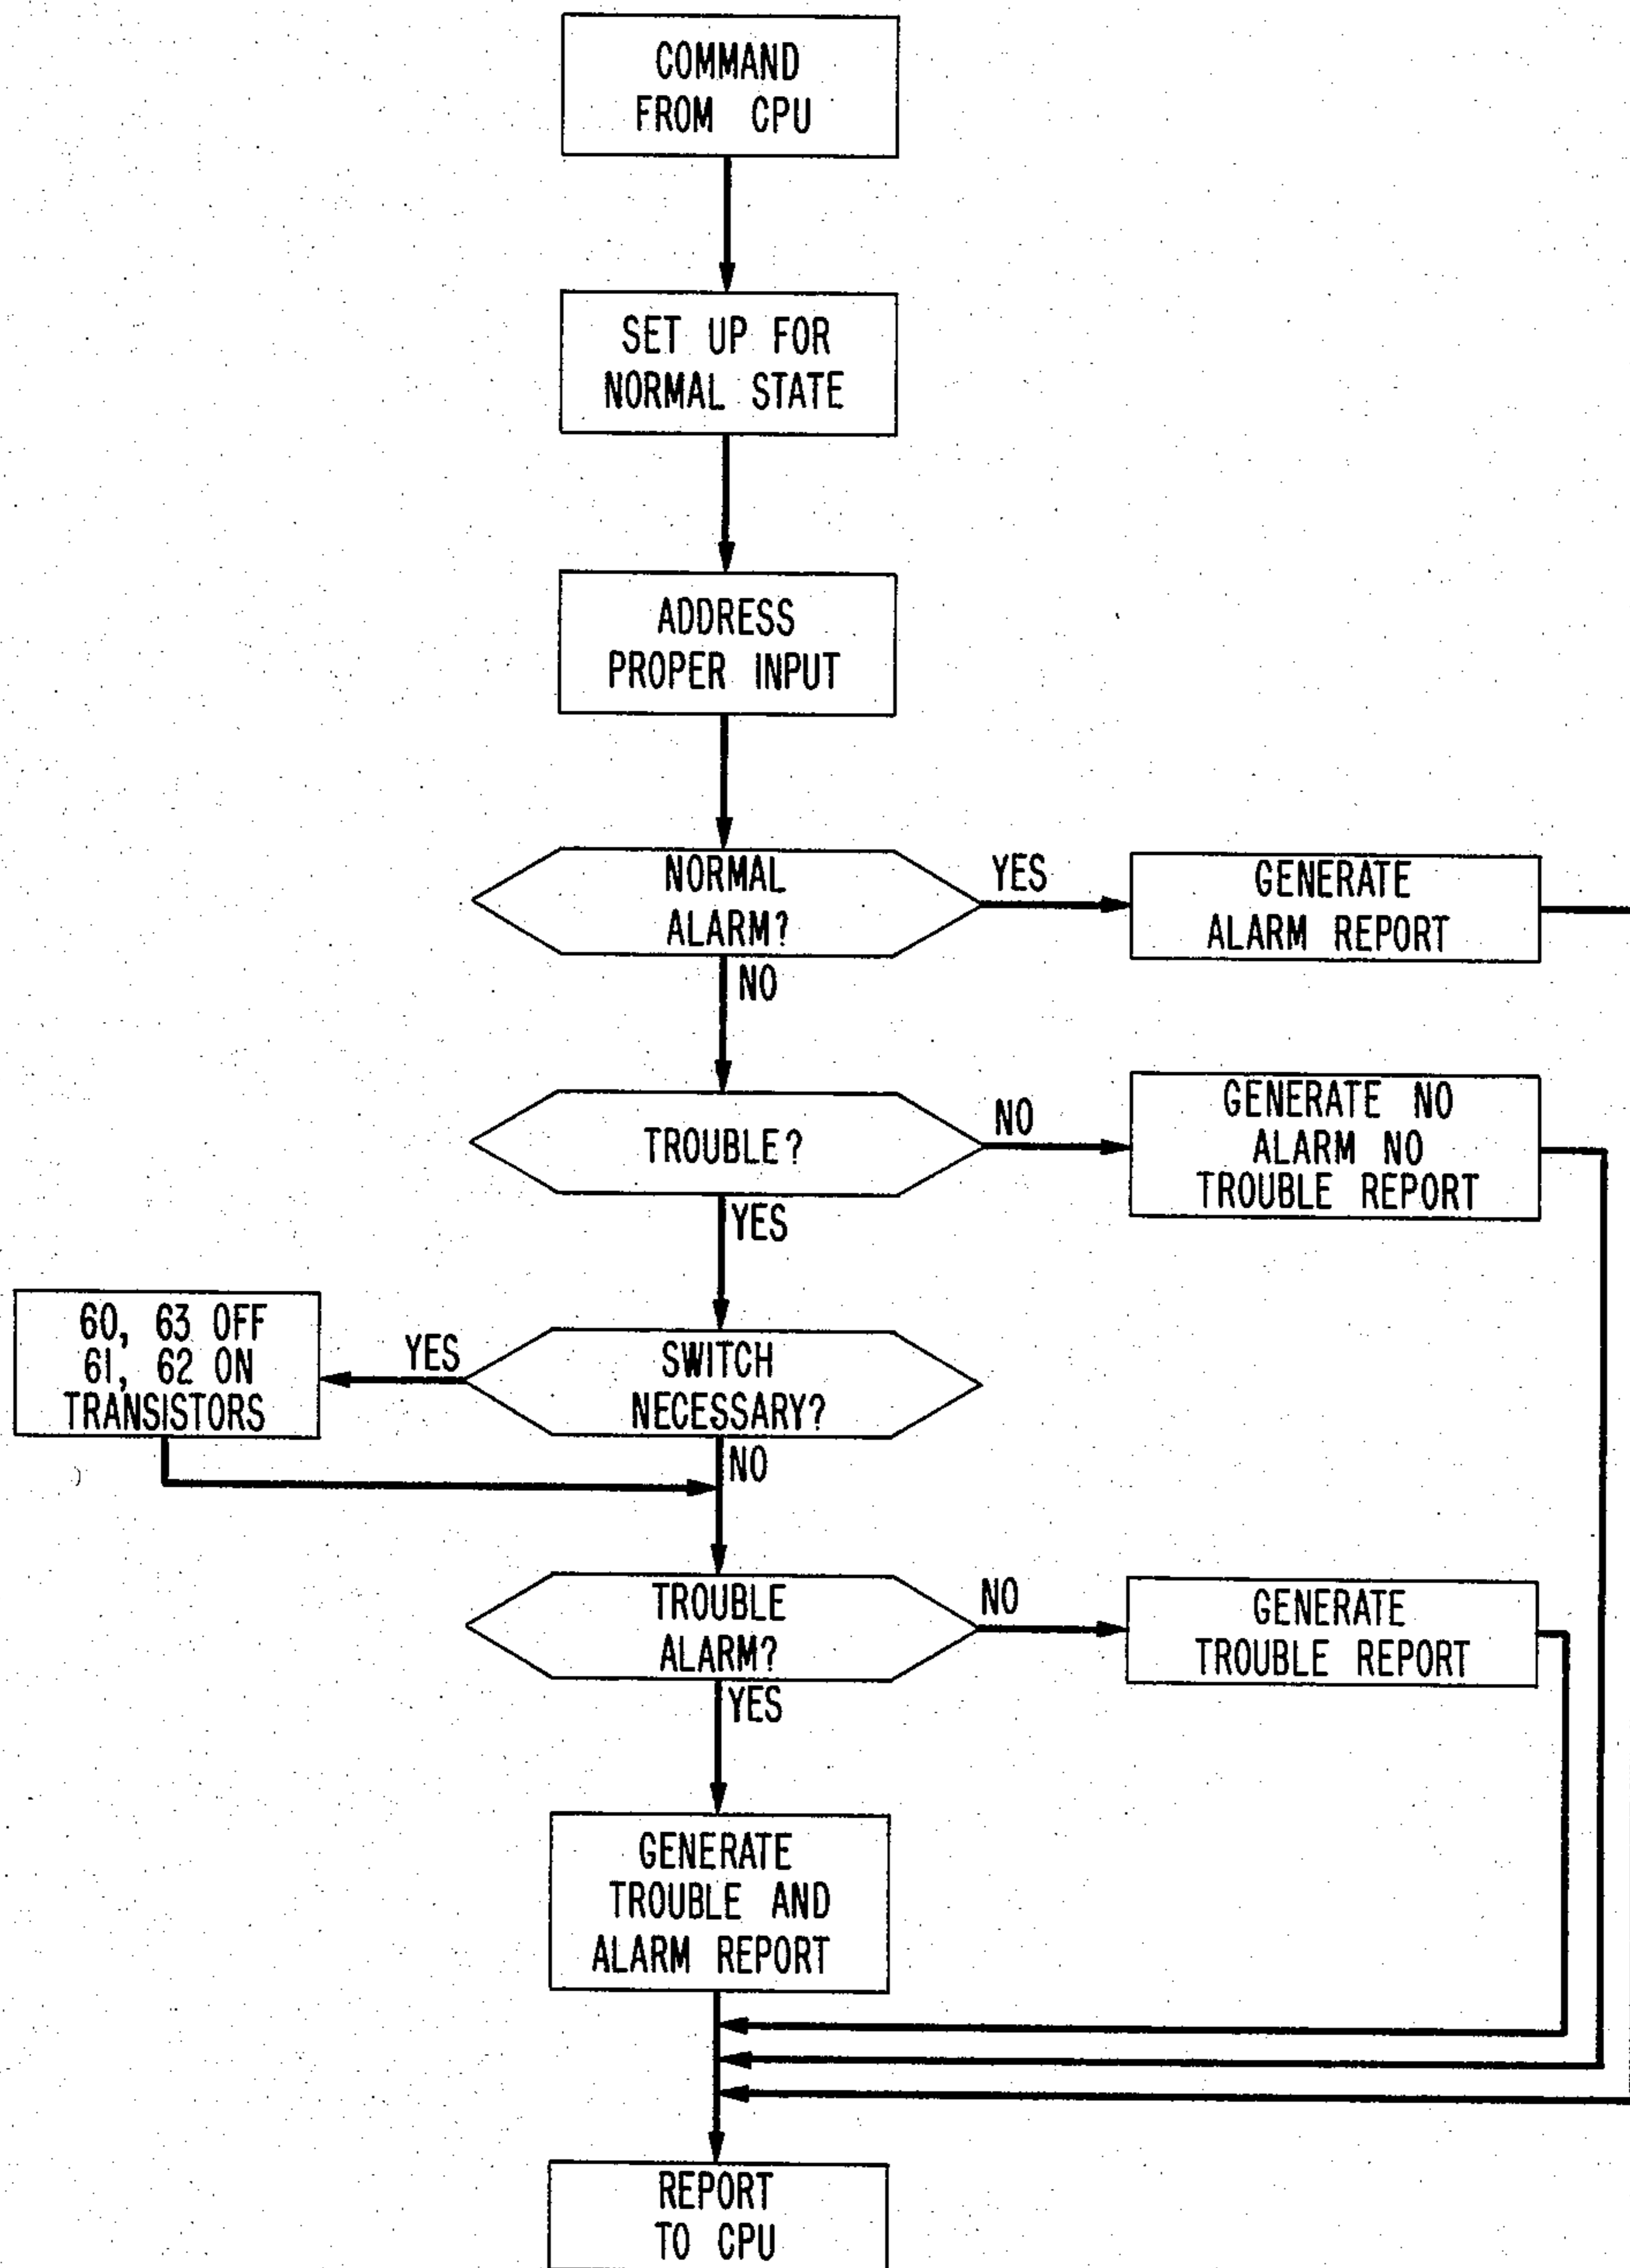 COMMAND
FROM CPU
SET UP FOR
NORMAL STATE
ADDRESS
PROPER INPUT
NORMAL
ALARM?
YES
GENERATE
ALARM REPORT
NO
TROUBLE?
NO
GENERATE NO
ALARM NO
TROUBLE REPORT
YES
60, 63 OFF
61, 62 ON
TRANSISTORS
YES
SWITCH
NECESSARY?
NO
TROUBLE
ALARM?
NO
GENERATE
TROUBLE REPORT
YES
GENERATE
TROUBLE AND
ALARM REPORT
REPORT
TO CPU